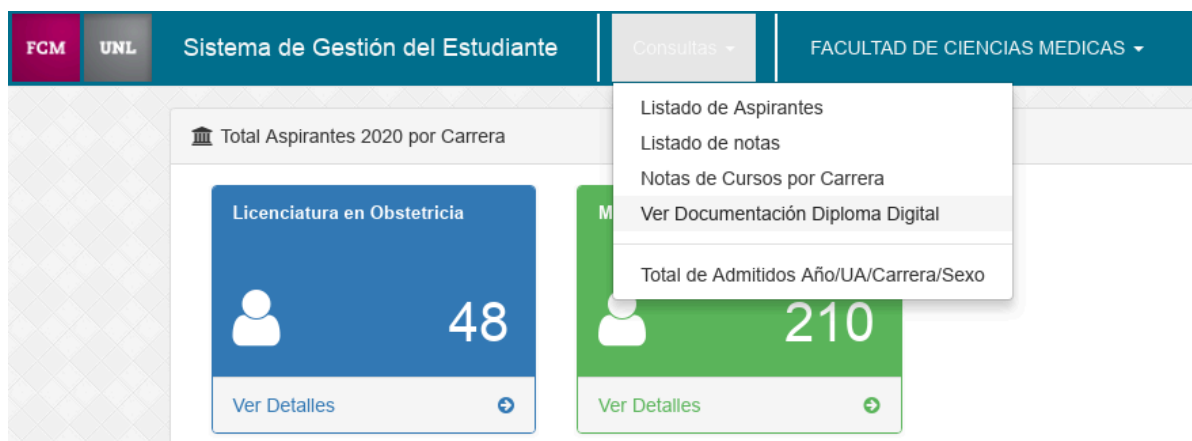 FCM UNL Sistema de Gestión del Estudiante Consultas FACULTAD DE CIENCIAS MEDICAS
Listado de Aspirantes
Listado de notas
Notas de Cursos por Carrera
Ver Documentación Diploma Digital
Total de Admitidos Año/UA/Carrera/Sexo
Total Aspirantes 2020 por Carrera
Licenciatura en Obstetricia
48
Ver Detalles
M
210
Ver Detalles